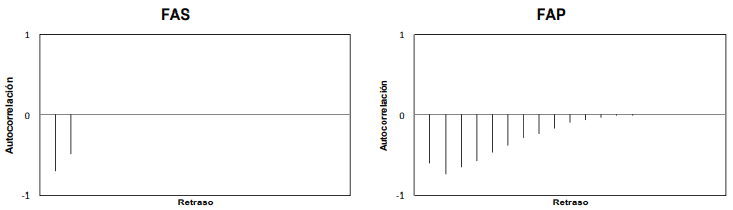 FAS
1
0
-1
Autocorrelación
Retraso
FAP
1
0
-1
Autocorrelación
Retraso